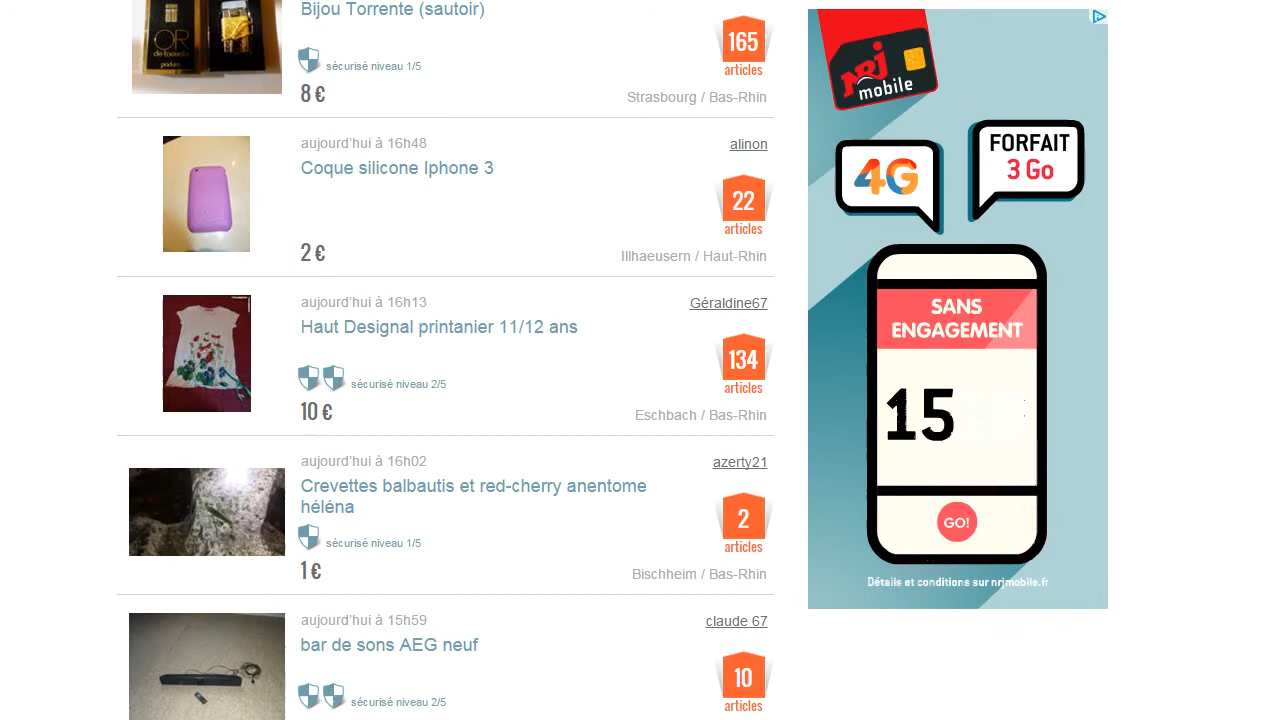 Bijou Torrente (sautoir)
OR
de torrente
parfum
165
articles
sécurisé niveau 1/5
8 €
Strasbourg / Bas-Rhin
aujourd'hui à 16h48
alinon
Coque silicone Iphone 3
22
articles
2 €
Illhaeusern / Haut-Rhin
aujourd'hui à 16h13
Géraldine67
Haut Designal printanier 11/12 ans
134
articles
sécurisé niveau 2/5
10 €
Eschbach / Bas-Rhin
aujourd'hui à 16h02
azerty21
Crevettes balbautis et red-cherry anentome
héléna
2
articles
sécurisé niveau 1/5
1 €
Bischheim / Bas-Rhin
aujourd'hui à 15h59
claude 67
bar de sons AEG neuf
10
articles
sécurisé niveau 2/5
NRJ
mobile
4G
FORFAIT
3 Go
SANS
ENGAGEMENT
15
GO!
Détails et conditions sur nrjmobile.fr